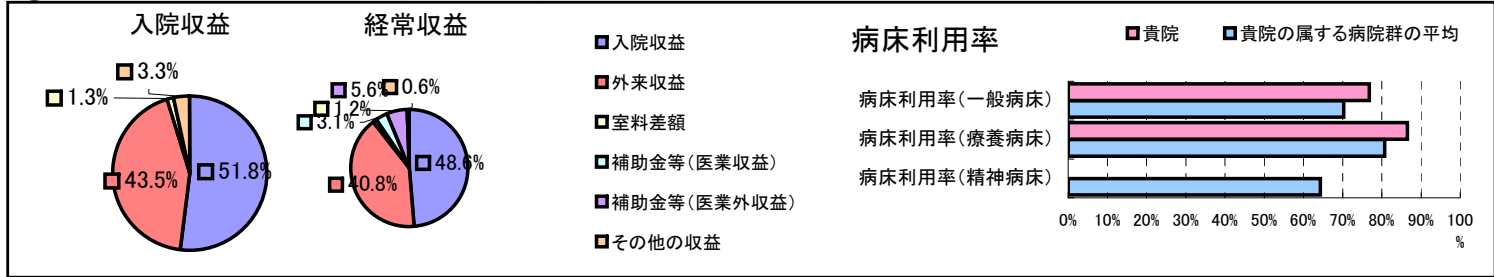 入院収益
3.3%
1.3%
43.5%
51.8%
経常収益
5.6%
0.6%
1.2%
3.1%
40.8%
48.6%
入院収益
外来収益
室料差額
補助金等(医業収益)
補助金等(医業外収益)
その他の収益
病床利用率
貴院
貴院の属する病院群の平均
病床利用率(一般病床)
病床利用率(療養病床)
病床利用率(精神病床)
0% 10% 20% 30% 40% 50% 60% 70% 80% 90% 100
%